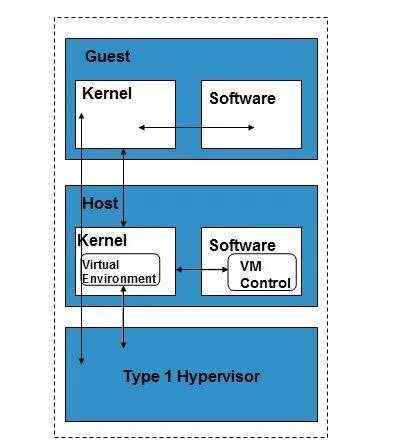 Guest
Kernel
Software
Host
Kernel
Software
Virtual
Environment
VM
Control
Type 1 Hypervisor